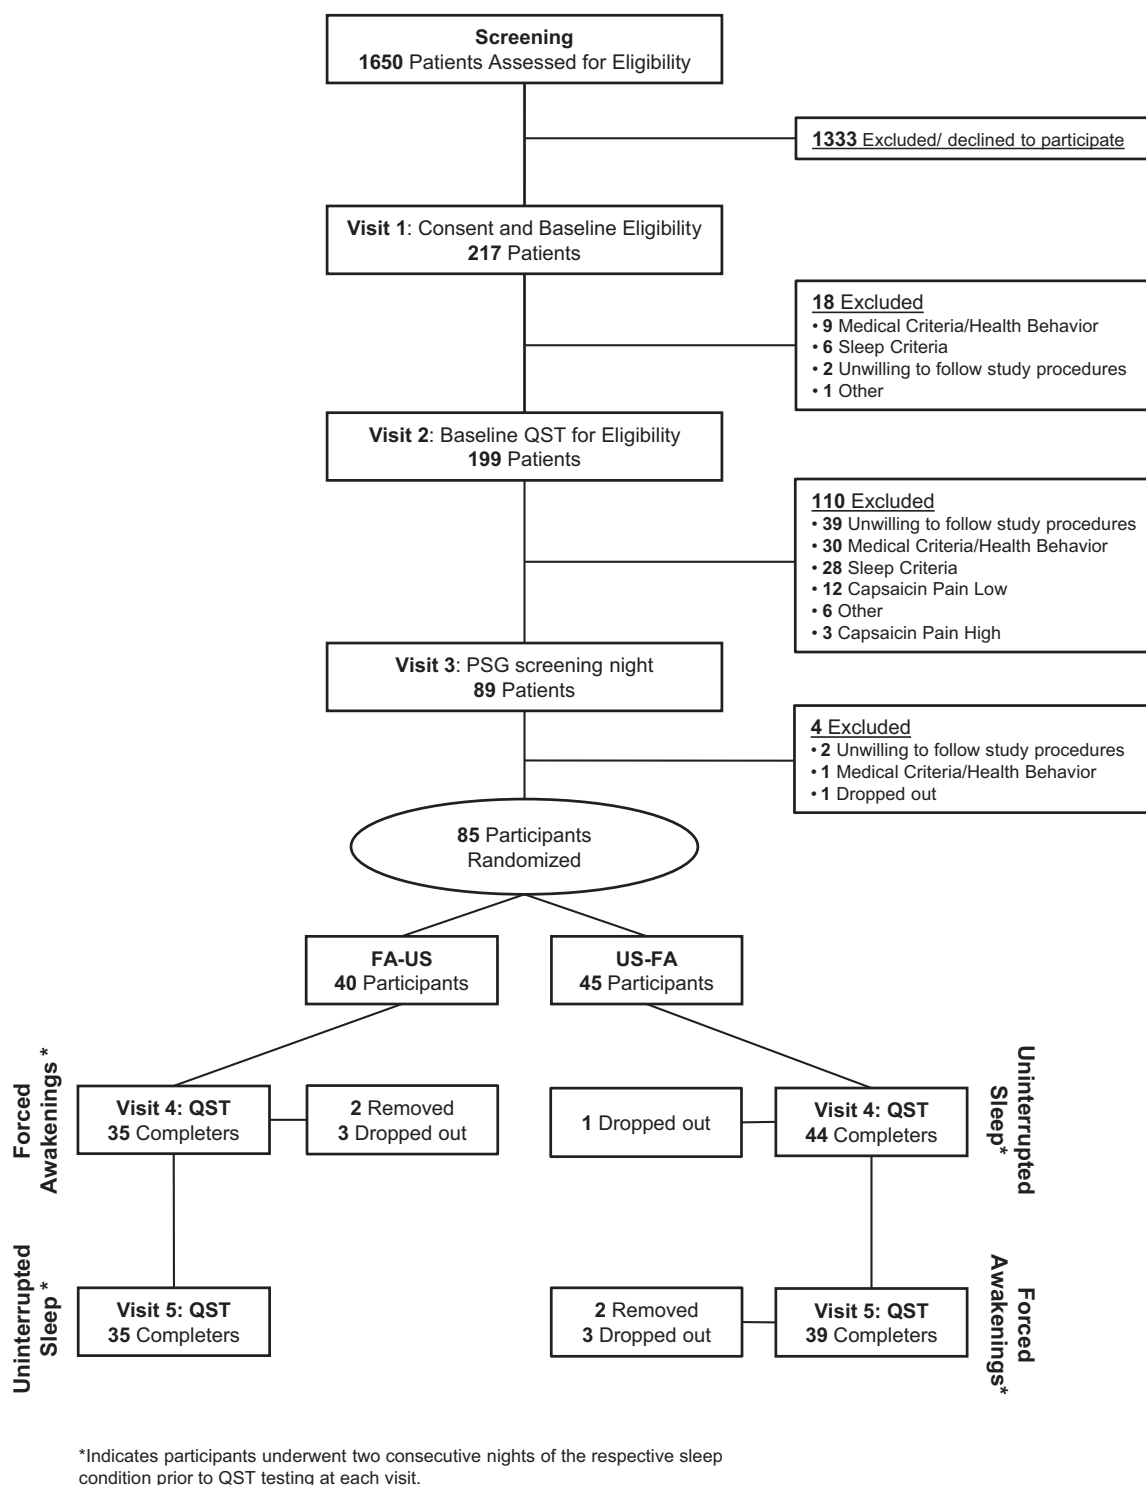 Screening
1650 Patients Assessed for Eligibility
1333 Excluded/ declined to participate
Visit 1: Consent and Baseline Eligibility
217 Patients
18 Excluded
• 9 Medical Criteria/Health Behavior
• 6 Sleep Criteria
• 2 Unwilling to follow study procedures
• 1 Other
Visit 2: Baseline QST for Eligibility
199 Patients
110 Excluded
• 39 Unwilling to follow study procedures
• 30 Medical Criteria/Health Behavior
• 28 Sleep Criteria
• 12 Capsaicin Pain Low
• 6 Other
• 3 Capsaicin Pain High
Visit 3: PSG screening night
89 Patients
4 Excluded
• 2 Unwilling to follow study procedures
• 1 Medical Criteria/Health Behavior
• 1 Dropped out
85 Participants
Randomized
FA-US
40 Participants
US-FA
45 Participants
Forced
Awakenings *
Visit 4: QST
35 Completers
2 Removed
3 Dropped out
1 Dropped out
Visit 4: QST
44 Completers
Uninterrupted
Sleep*
Uninterrupted
Sleep *
Visit 5: QST
35 Completers
2 Removed
3 Dropped out
Visit 5: QST
39 Completers
Forced
Awakenings*
*Indicates participants underwent two consecutive nights of the respective sleep
condition prior to QST testing at each visit.